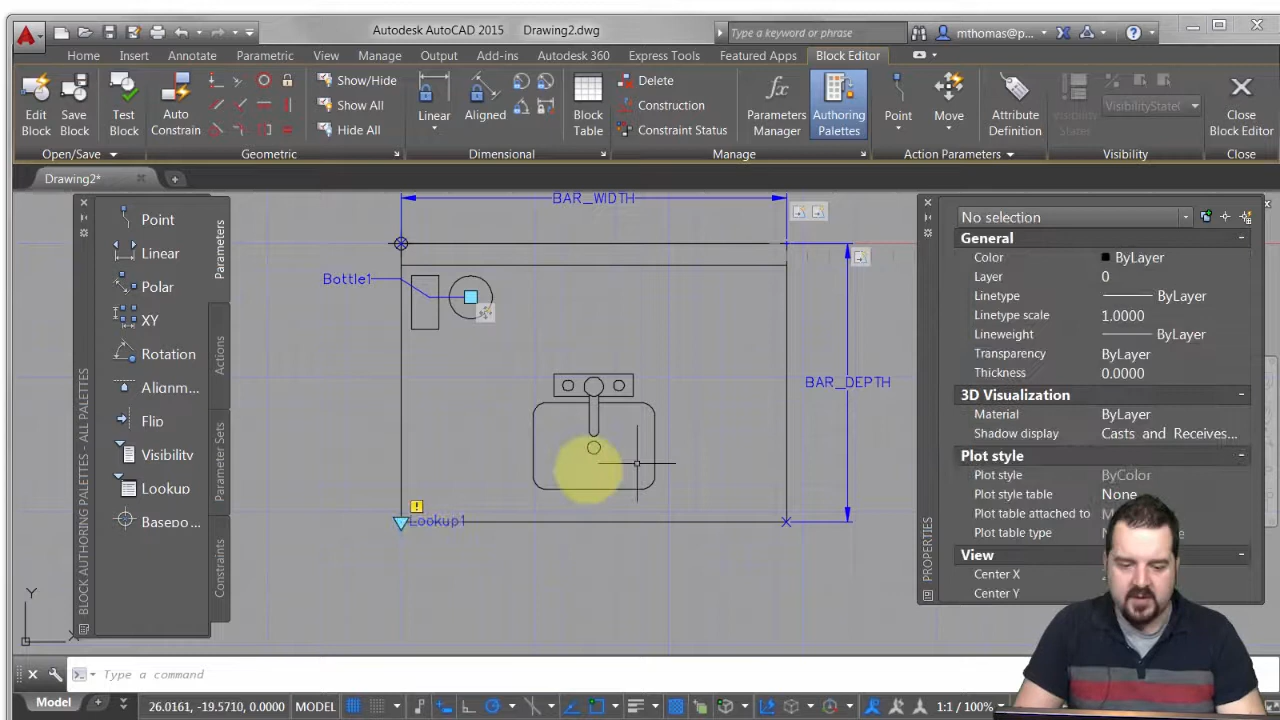 Autodesk AutoCAD 2015 Drawing2.dwg
Type a keyword or phrase
mthomas@p...
Home Insert Annotate Parametric View Manage Output Add-ins Autodesk 360 Express Tools Featured Apps Block Editor
Edit Block
Save Block
Test Block
Auto Constrain
Show/Hide
Show All
Hide All
Linear
Aligned
Block Table
Delete
Construction
Constraint Status
Parameters Manager
Authoring Palettes
Point
Move
Attribute Definition
Visibility States
VisibilityStateI
Close Block Editor
Open/Save
Geometric
Dimensional
Manage
Action Parameters
Visibility
Close
Drawing2*
BLOCK AUTHORING PALETTES - ALL PALETTES
Point
Linear
Polar
XY
Rotation
Alignm...
Flip
Visibility
Lookup
Basepo...
Parameters
Actions
Parameter Sets
Constraints
BAR_WIDTH
Bottle1
BAR_DEPTH
Lookup1
Y
X
PROPERTIES
No selection
General
Color ByLayer
Layer 0
Linetype ByLayer
Linetype scale 1.0000
Lineweight ByLayer
Transparency ByLayer
Thickness 0.0000
3D Visualization
Material ByLayer
Shadow display Casts and Receives...
Plot style
Plot style ByColor
Plot style table None
Plot table attached to
Plot table type
View
Center X
Center Y
Type a command
Model
26.0161, -19.5710, 0.0000 MODEL
1:1 / 100%